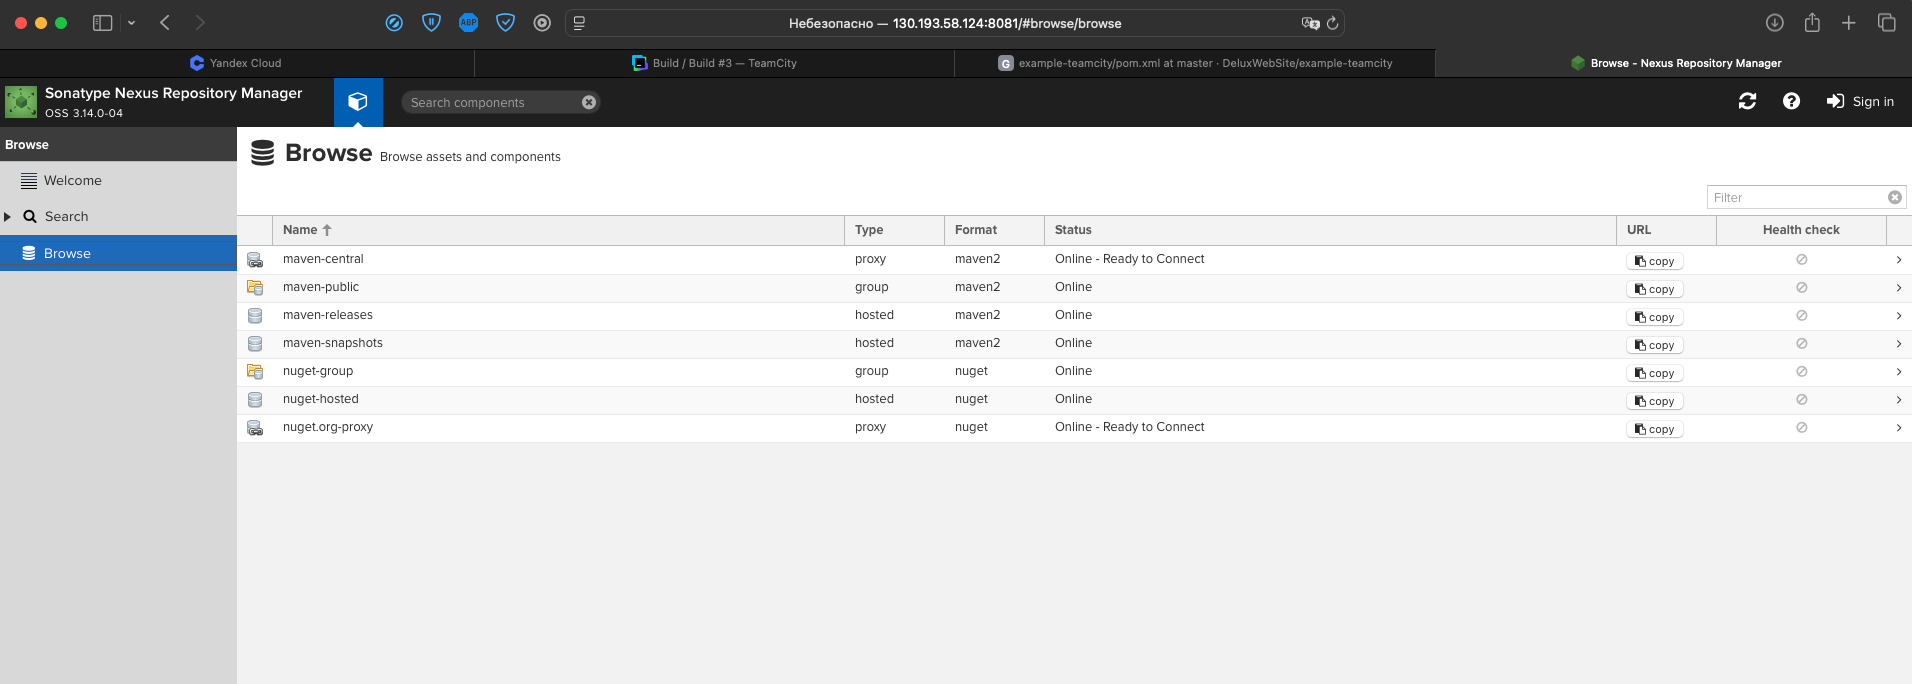 Небезопасно — 130.193.58.124:8081/#browse/browse
Yandex Cloud
Build / Build #3 — TeamCity
example-teamcity/pom.xml at master · DeluxWebSite/example-teamcity
Browse - Nexus Repository Manager
Sonatype Nexus Repository Manager
OSS 3.14.0-04
Search components
Sign in
Browse
Welcome
Search
Browse
Browse Browse assets and components
Filter
Name Type Format Status URL Health check
maven-central proxy maven2 Online - Ready to Connect copy
maven-public group maven2 Online copy
maven-releases hosted maven2 Online copy
maven-snapshots hosted maven2 Online copy
nuget-group group nuget Online copy
nuget-hosted hosted nuget Online copy
nuget.org-proxy proxy nuget Online - Ready to Connect copy
ABP
G